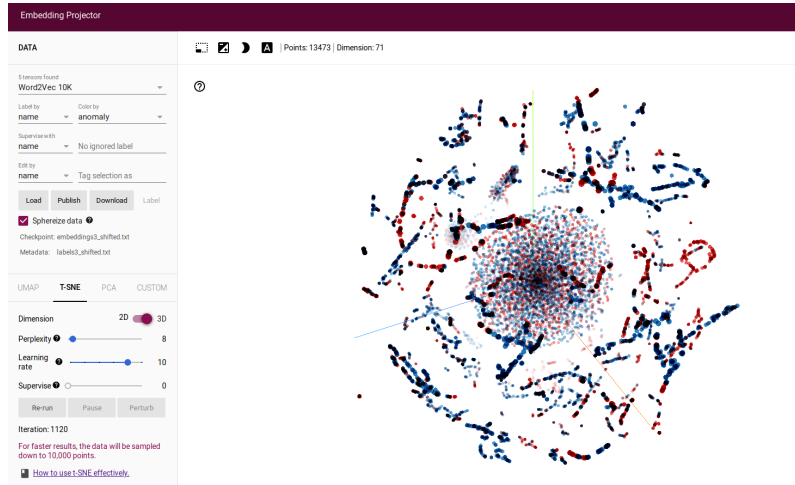 Embedding Projector
DATA
Points: 13473 | Dimension: 71
5 tensors found
Word2Vec 10K
Label by
Color by
name
anomaly
Supervise with
name
No ignored label
Edit by
name
Tag selection as
Load
Publish
Download
Label
Sphereize data
Checkpoint: embeddings3_shifted.txt
Metadata: labels3_shifted.txt
UMAP
T-SNE
PCA
CUSTOM
Dimension
2D
3D
Perplexity
8
Learning
rate
10
Supervise
0
Re-run
Pause
Perturb
Iteration: 1120
For faster results, the data will be sampled
down to 10,000 points.
How to use t-SNE effectively.